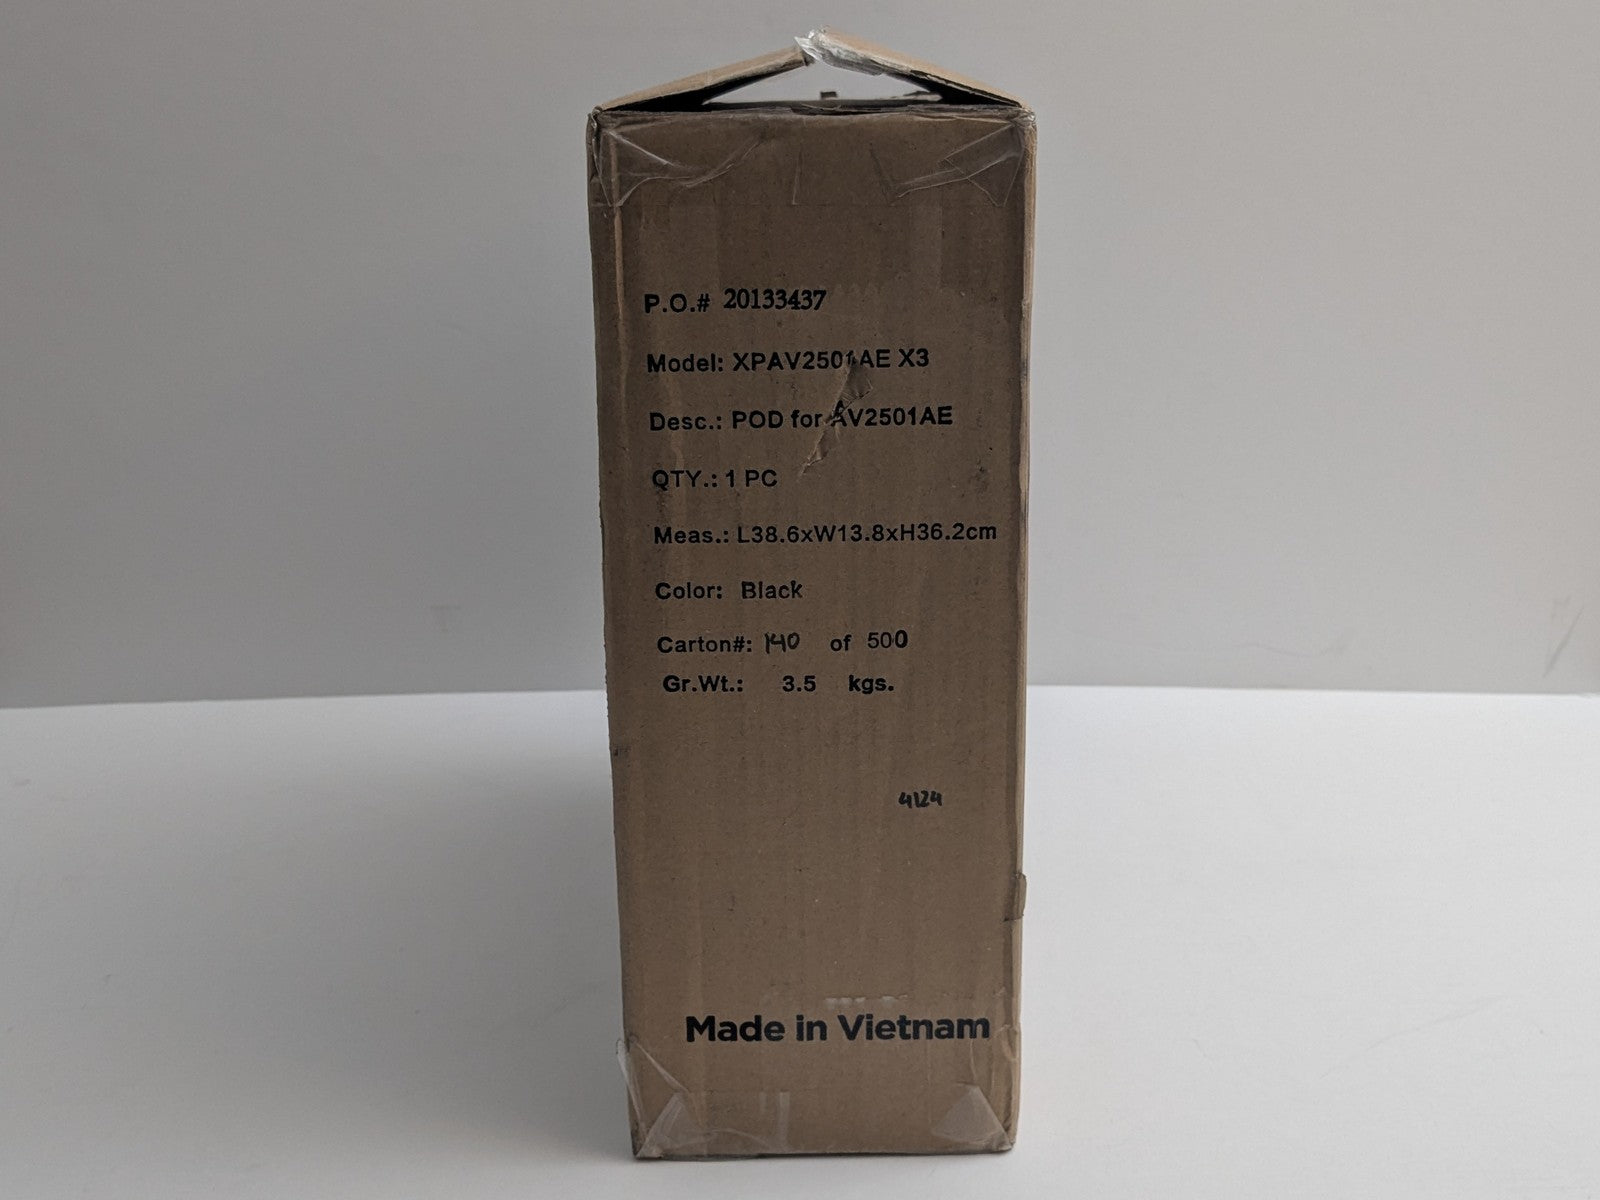 P.O.# 20133437
Model: XPAV2501AE X3
Desc.: POD for AV2501AE
QTY.: 1 PC
Meas.: L38.6xW13.8xH36.2cm
Color: Black
Carton#: 140 of 500
Gr.Wt.: 3.5 kgs.
4124
Made in Vietnam